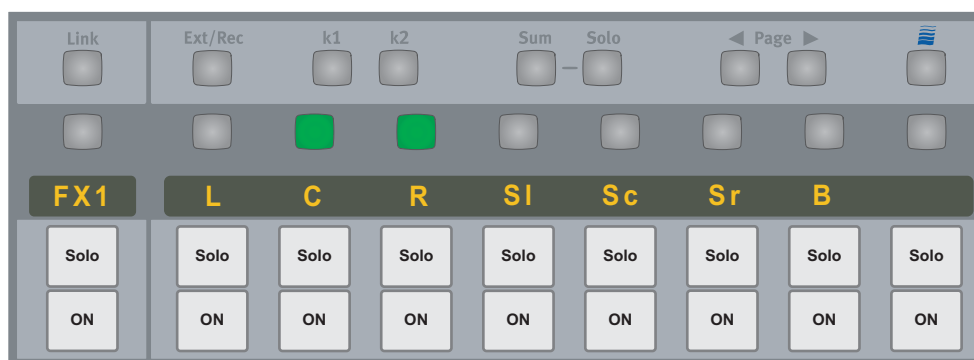 Link Ext/Rec k1 k2 Sum Solo ◀ Page ▶
FX1 L C R Sl Sc Sr B
Solo Solo Solo Solo Solo Solo Solo Solo Solo
ON ON ON ON ON ON ON ON ON